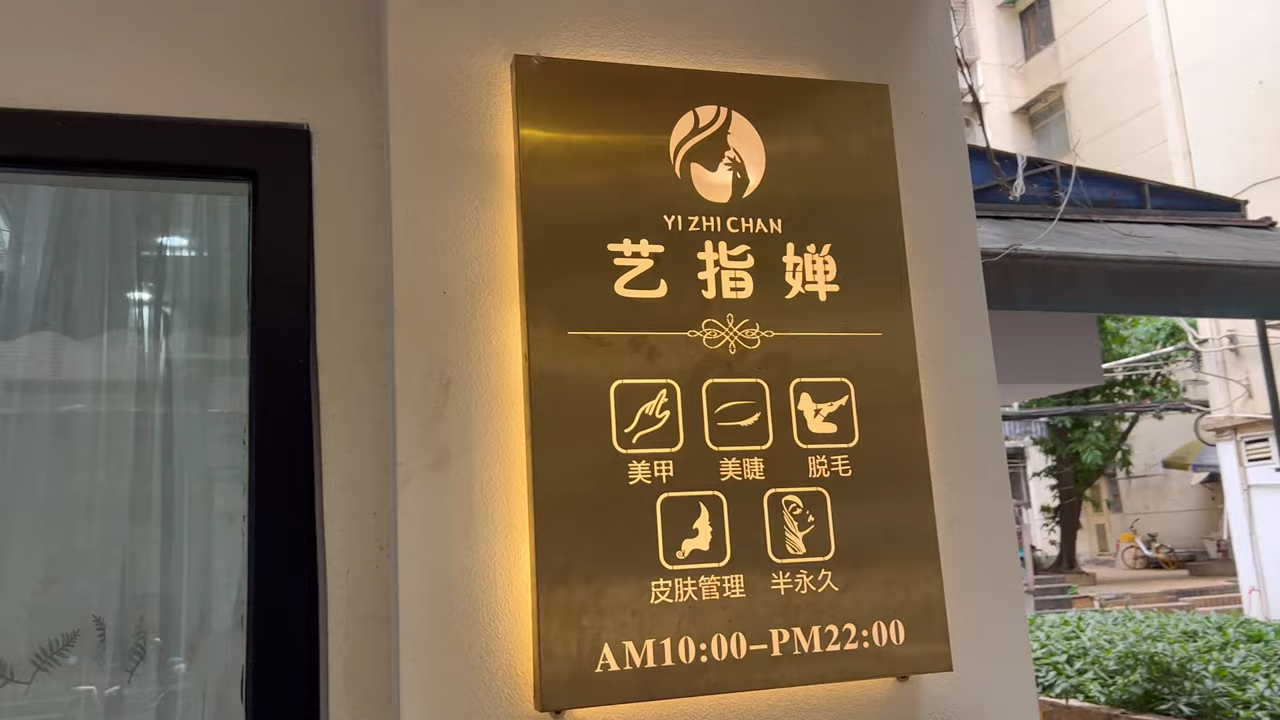 YI ZHI CHAN
艺指婵
美甲 美睫 脱毛
皮肤管理 半永久
AM10:00-PM22:00